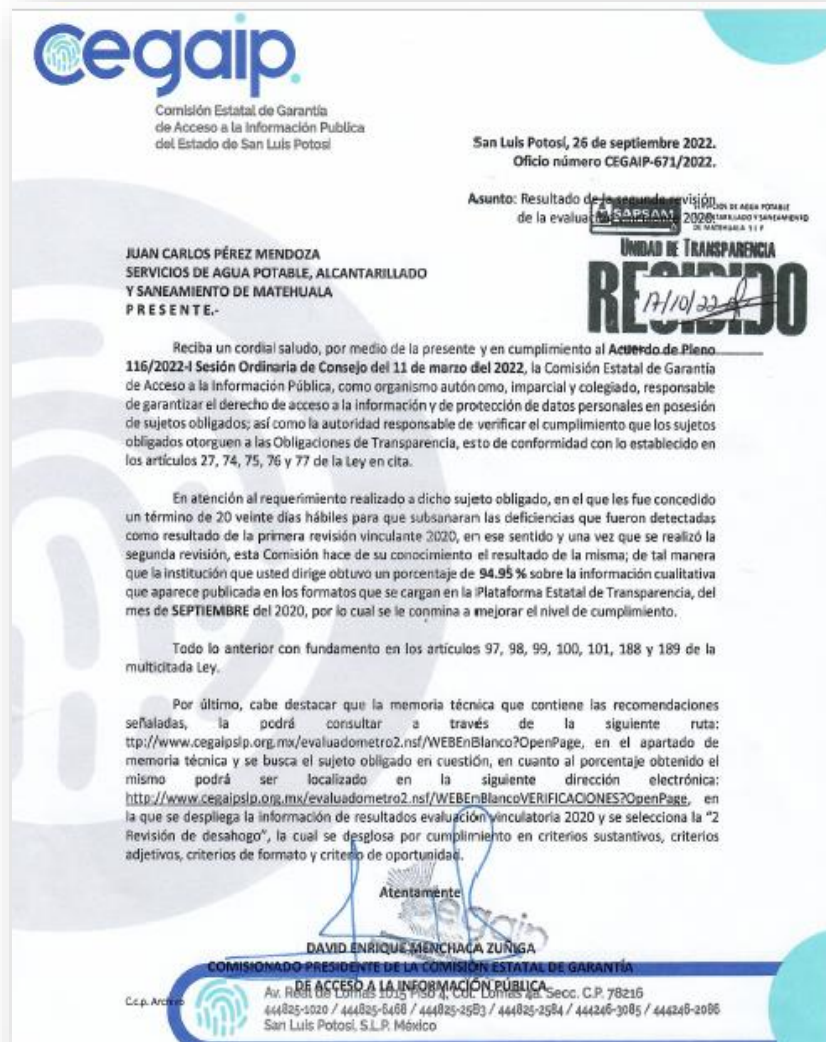 cegaip.
Comisión Estatal de Garantía
de Acceso a la Información Publica
del Estado de San Luis Potosí
San Luis Potosí, 26 de septiembre 2022.
Oficio número CEGAIP-671/2022.
Asunto: Resultado de la segunda revisión
de la evaluación 2020.
SAPSAM
SERVICIOS DE AGUA POTABLE
ALCANTARILLADO Y SANEAMIENTO
DE MATEHUALA S L P
UNIDAD DE TRANSPARENCIA
RECIBIDO
17/10/22
JUAN CARLOS PÉREZ MENDOZA
SERVICIOS DE AGUA POTABLE, ALCANTARILLADO
Y SANEAMIENTO DE MATEHUALA
P R E S E N T E.-
Reciba un cordial saludo, por medio de la presente y en cumplimiento al Acuerdo de Pleno
116/2022-I Sesión Ordinaria de Consejo del 11 de marzo del 2022, la Comisión Estatal de Garantía
de Acceso a la Información Pública, como organismo autónomo, imparcial y colegiado, responsable
de garantizar el derecho de acceso a la información y de protección de datos personales en posesión
de sujetos obligados; así como la autoridad responsable de verificar el cumplimiento que los sujetos
obligados otorguen a las Obligaciones de Transparencia, esto de conformidad con lo establecido en
los artículos 27, 74, 75, 76 y 77 de la Ley en cita.
En atención al requerimiento realizado a dicho sujeto obligado, en el que les fue concedido
un término de 20 veinte días hábiles para que subsanaran las deficiencias que fueron detectadas
como resultado de la primera revisión vinculante 2020, en ese sentido y una vez que se realizó la
segunda revisión, esta Comisión hace de su conocimiento el resultado de la misma; de tal manera
que la institución que usted dirige obtuvo un porcentaje de 94.95 % sobre la información cualitativa
que aparece publicada en los formatos que se cargan en la Plataforma Estatal de Transparencia, del
mes de SEPTIEMBRE del 2020, por lo cual se le conmina a mejorar el nivel de cumplimiento.
Todo lo anterior con fundamento en los artículos 97, 98, 99, 100, 101, 188 y 189 de la
multicitada Ley.
Por último, cabe destacar que la memoria técnica que contiene las recomendaciones
señaladas, la podrá consultar a través de la siguiente ruta:
ttp://www.cegaipslp.org.mx/evaluadometro2.nsf/WEBEnBlanco?OpenPage, en el apartado de
memoria técnica y se busca el sujeto obligado en cuestión, en cuanto al porcentaje obtenido el
mismo podrá ser localizado en la siguiente dirección electrónica:
http://www.cegaipslp.org.mx/evaluadometro2.nsf/WEBEnBlancoVERIFICACIONES?OpenPage, en
la que se despliega la información de resultados evaluación vinculatoria 2020 y se selecciona la "2
Revisión de desahogo", la cual se desglosa por cumplimiento en criterios sustantivos, criterios
adjetivos, criterios de formato y criterio de oportunidad.
Atentamente
cegaip
DAVID ENRIQUE MENCHACA ZUÑIGA
COMISIONADO PRESIDENTE DE LA COMISIÓN ESTATAL DE GARANTÍA
DE ACCESO A LA INFORMACIÓN PÚBLICA
C.c.p. Archivo
Av. Real de Lomas 1015 Piso 4, Col. Lomas 4a. Secc. C.P. 78216
444825-1020 / 444825-6468 / 444825-2583 / 444825-2584 / 444246-3085 / 444246-2086
San Luis Potosí, S.L.P. México